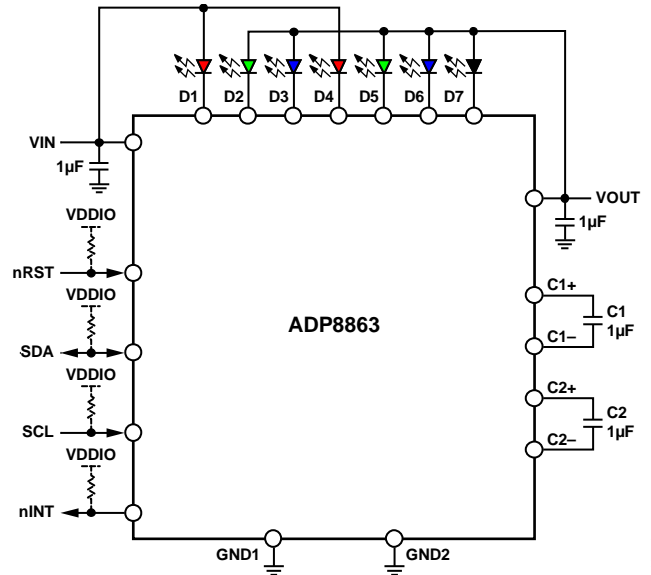 D1 D2 D3 D4 D5 D6 D7
VIN
1µF
VOUT
1µF
VDDIO
nRST
C1+
C1
1µF
C1–
VDDIO
SDA
ADP8863
VDDIO
SCL
C2+
C2
1µF
C2–
VDDIO
nINT
GND1
GND2